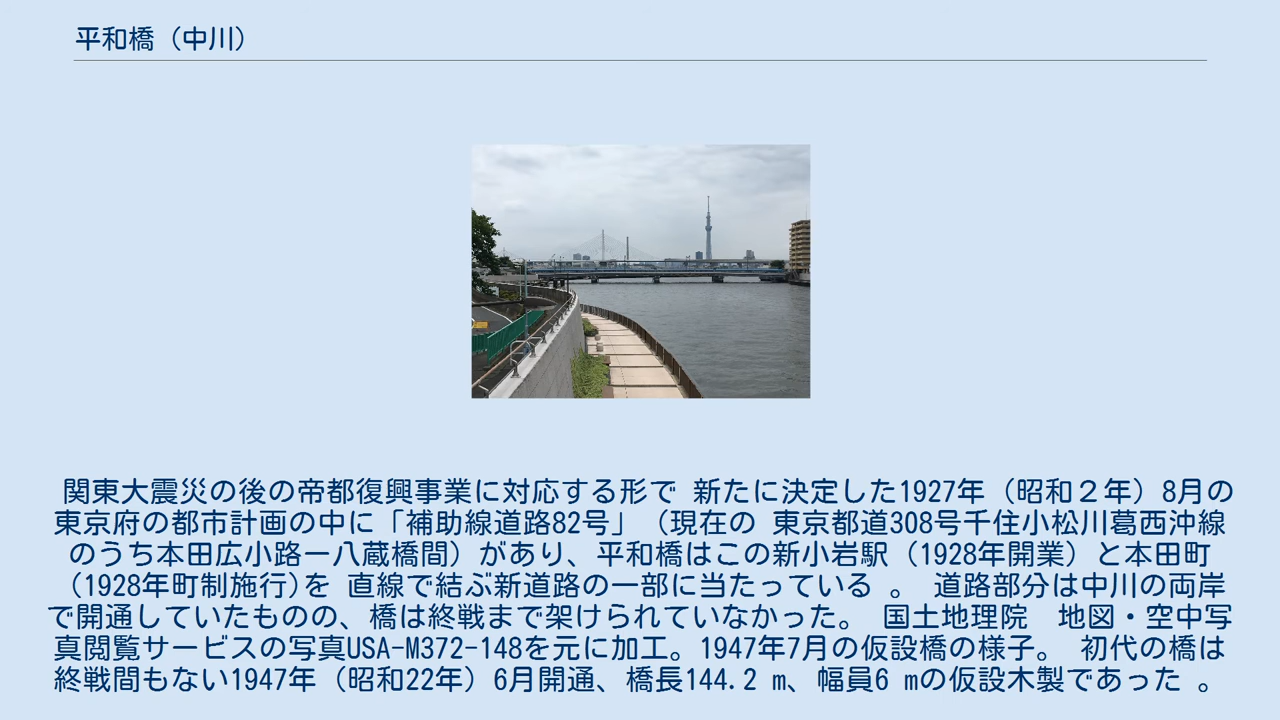 平和橋（中川）
関東大震災の後の帝都復興事業に対応する形で 新たに決定した1927年（昭和２年）8月の
東京府の都市計画の中に「補助線道路82号」（現在の 東京都道308号千住小松川葛西沖線
のうち本田広小路ー八蔵橋間）があり、平和橋はこの新小岩駅（1928年開業）と本田町
（1928年町制施行)を 直線で結ぶ新道路の一部に当たっている 。 道路部分は中川の両岸
で開通していたものの、橋は終戦まで架けられていなかった。 国土地理院　地図・空中写
真閲覧サービスの写真USA-M372-148を元に加工。1947年7月の仮設橋の様子。 初代の橋は
終戦間もない1947年（昭和22年）6月開通、橋長144.2 m、幅員6 mの仮設木製であった 。